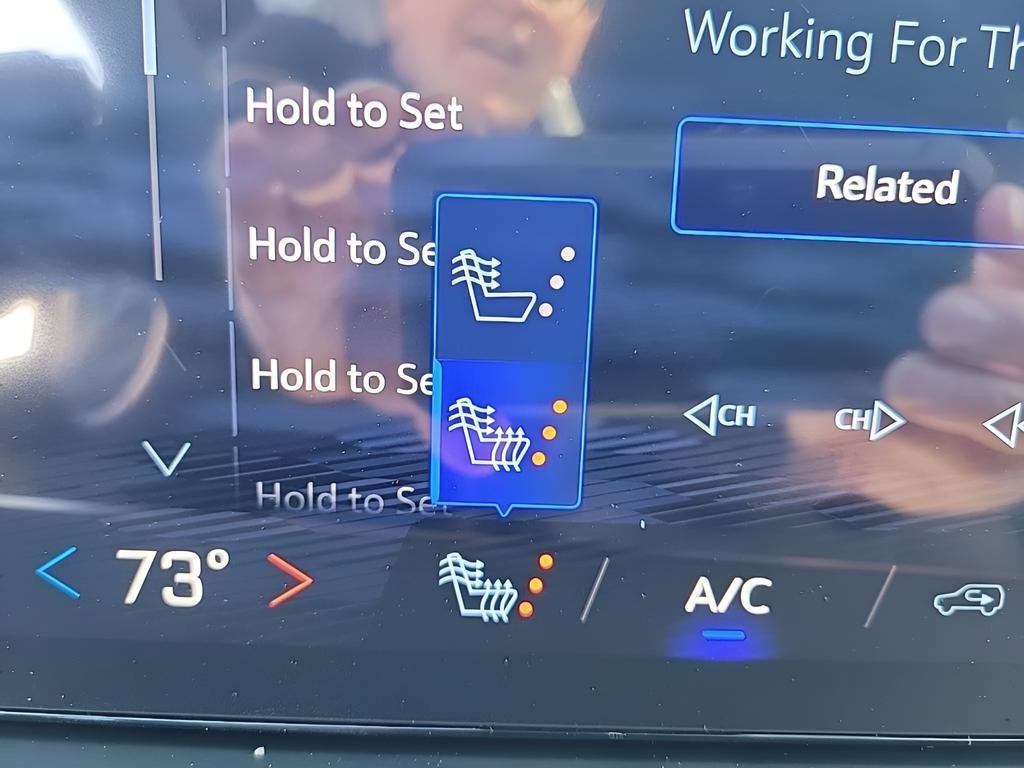 Working For Th
Hold to Set
Related
Hold to Se
Hold to Se
CH
CH
Hold to Set
73°
A/C